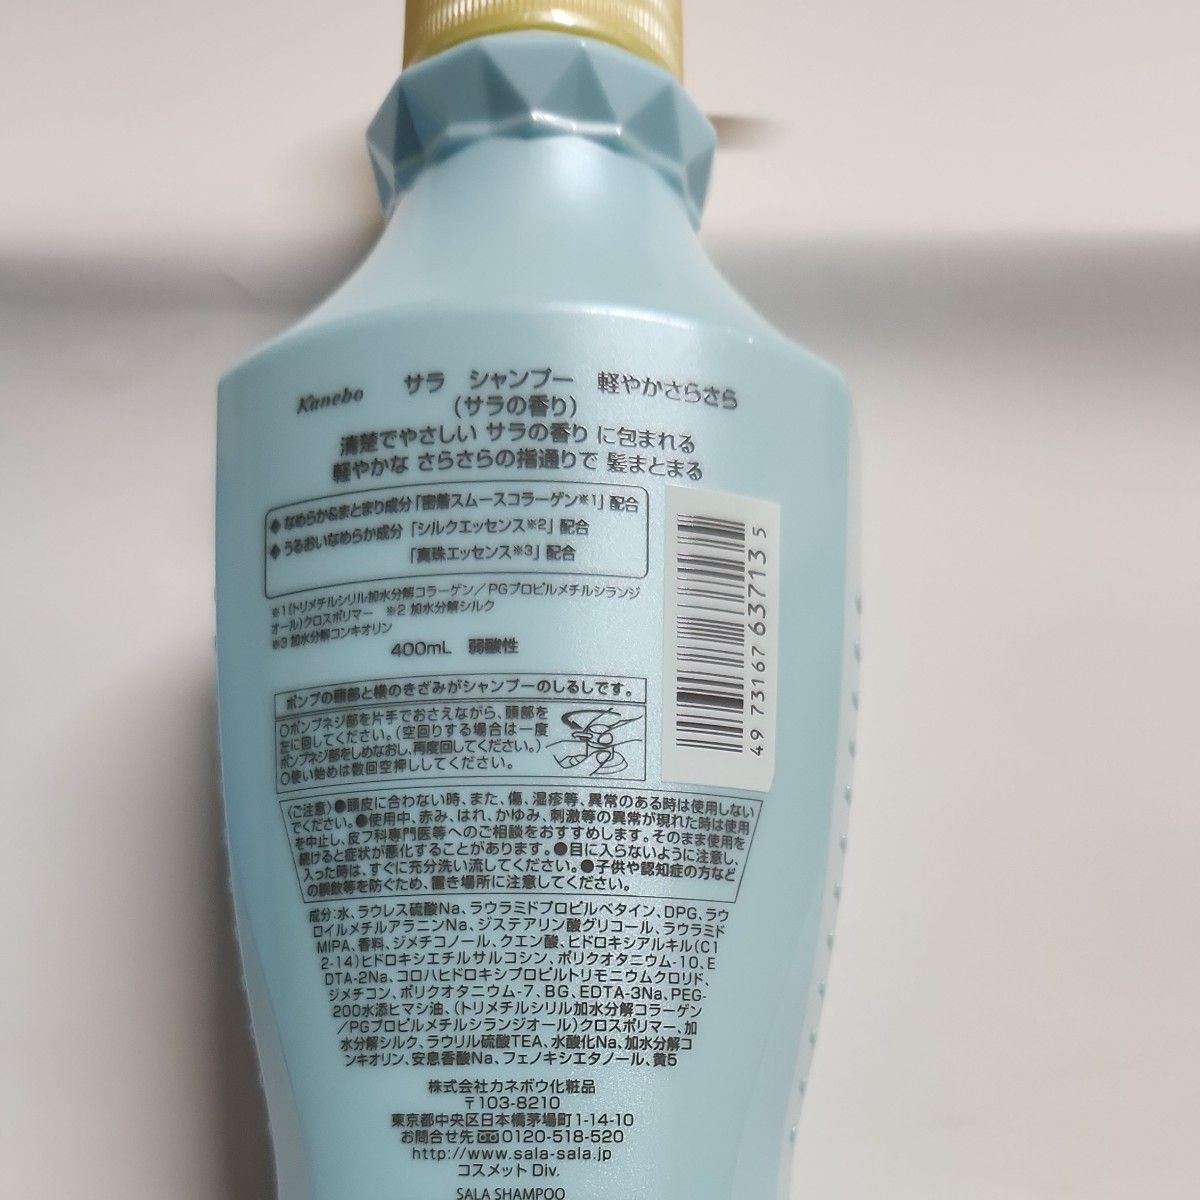 Kanebo サラ シャンプー 軽やかさらさら
(サラの香り)
清楚でやさしい サラの香り に包まれる
軽やかな さらさらの指通りで 髪まとまる
◆なめらか&まとまり成分「密着スムースコラーゲン※1」配合
◆うるおいなめらか成分「シルクエッセンス※2」配合
「真珠エッセンス※3」配合
※1(トリメチルシリル加水分解コラーゲン/PGプロピルメチルシランジ
オール)クロスポリマー ※2 加水分解シルク
※3 加水分解コンキオリン
400mL 弱酸性
49 73167 63713 5
ポンプの頭部と横のきざみがシャンプーのしるしです。
○ポンプネジ部を片手でおさえながら、頭部を
左に回してください。(空回りする場合は一度
ポンプネジ部をしめなおし、再度回してください。)
○使い始めは数回空押ししてください。
〈ご注意〉●頭皮に合わない時、また、傷、湿疹等、異常のある時は使用しない
でください。●使用中、赤み、はれ、かゆみ、刺激等の異常が現れた時は使用
を中止し、皮フ科専門医等へのご相談をおすすめします。そのまま使用を
続けると症状が悪化することがあります。●目に入らないように注意し、
入った時は、すぐに充分洗い流してください。●子供や認知症の方など
の誤飲等を防ぐため、置き場所に注意してください。
成分:水、ラウレス硫酸Na、ラウラミドプロピルベタイン、DPG、ラウ
ロイルメチルアラニンNa、ジステアリン酸グリコール、ラウラミド
MIPA、香料、ジメチコノール、クエン酸、ヒドロキシアルキル(C1
2-14)ヒドロキシエチルサルコシン、ポリクオタニウム-10、E
DTA-2Na、コロハヒドロキシプロピルトリモニウムクロリド、
ジメチコン、ポリクオタニウム-7、BG、EDTA-3Na、PEG-
200水添ヒマシ油、(トリメチルシリル加水分解コラーゲン
/PGプロピルメチルシランジオール)クロスポリマー、加
水分解シルク、ラウリル硫酸TEA、水酸化Na、加水分解コ
ンキオリン、安息香酸Na、フェノキシエタノール、黄5
株式会社カネボウ化粧品
〒103-8210
東京都中央区日本橋茅場町1-14-10
お問合せ先 0120-518-520
http://www.sala-sala.jp
コスメット Div.
SALA SHAMPOO